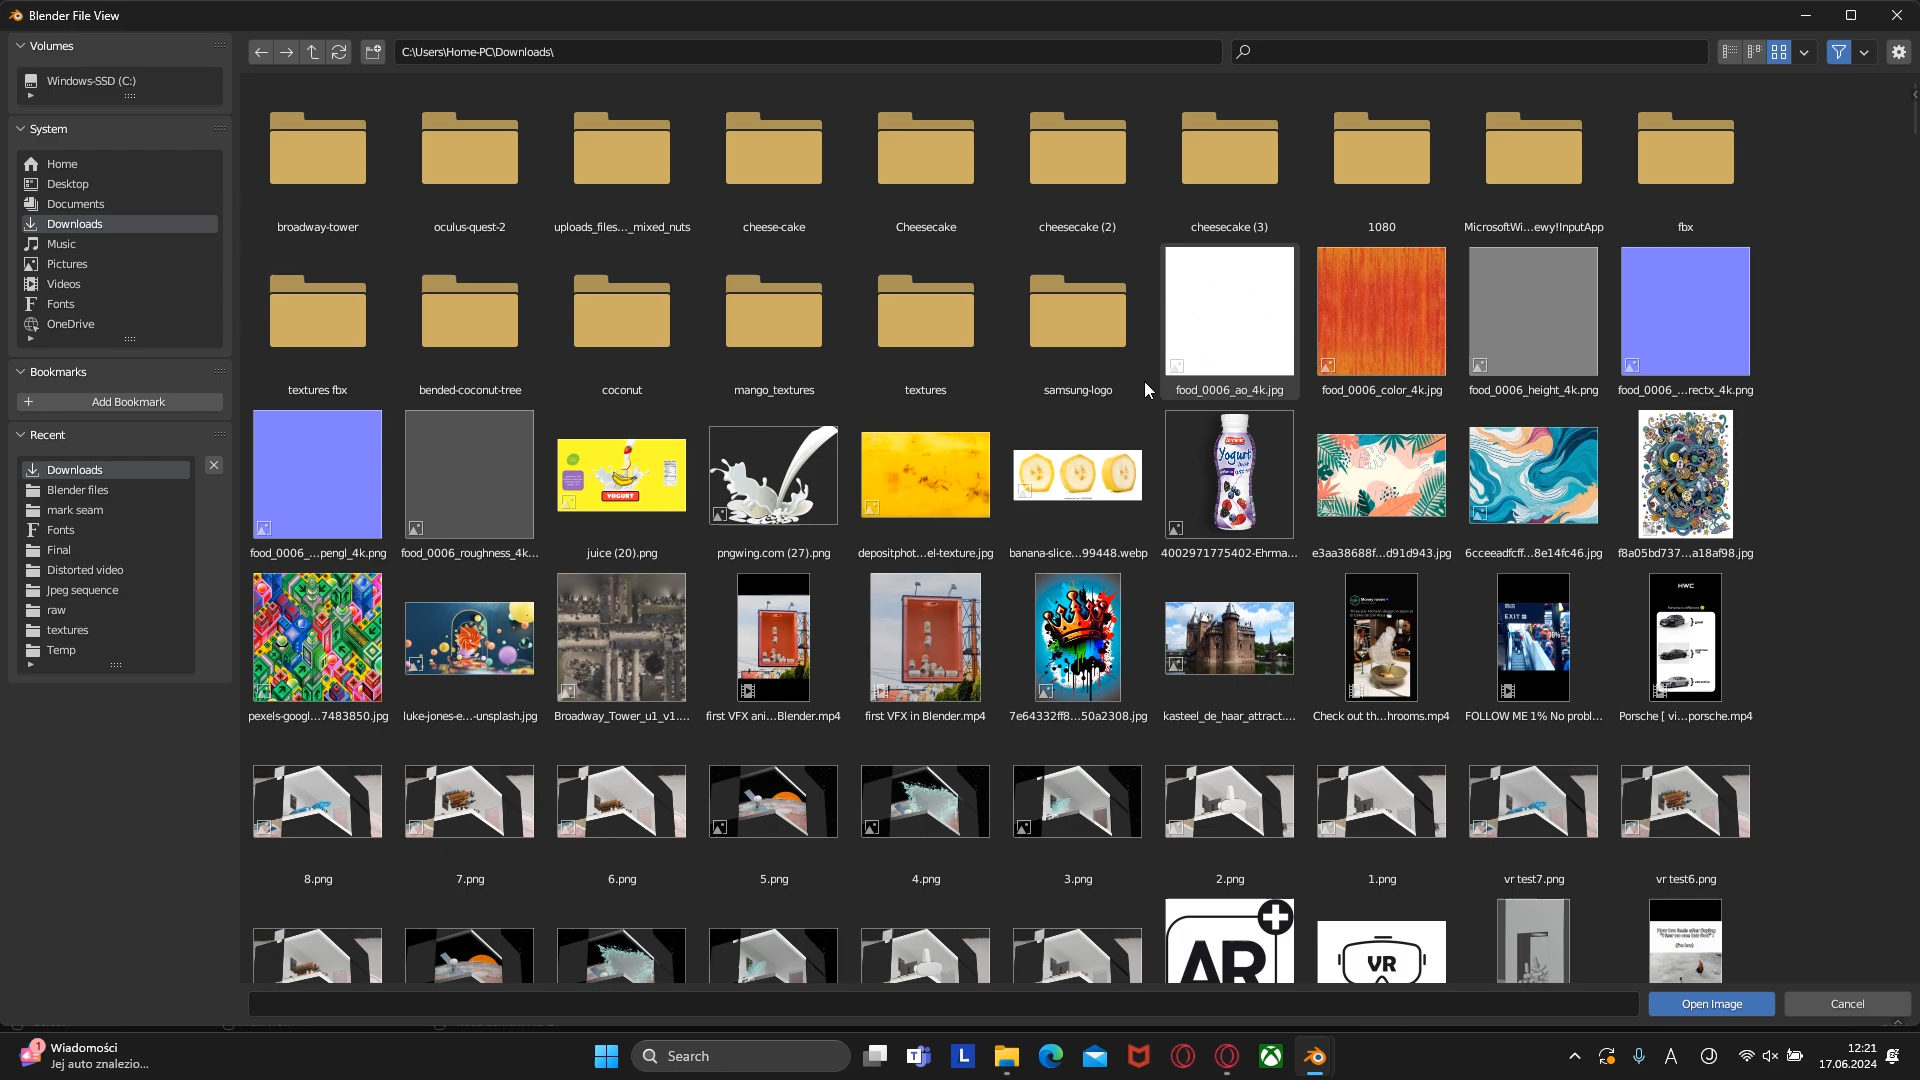 Blender File View
Volumes
Windows-SSD (C:)
System
Home
Desktop
Documents
Downloads
Music
Pictures
Videos
Fonts
OneDrive
Bookmarks
Add Bookmark
Recent
Downloads
Blender files
mark seam
Fonts
Final
Distorted video
Jpeg sequence
raw
textures
Temp
C:\Users\Home-PC\Downloads\
broadway-tower oculus-quest-2 uploads_files..._mixed_nuts cheese-cake Cheesecake cheesecake (2) cheesecake (3) 1080 MicrosoftWi...ewy!InputApp fbx
textures fbx bended-coconut-tree coconut mango_textures textures samsung-logo food_0006_ao_4k.jpg food_0006_color_4k.jpg food_0006_height_4k.png food_0006_...rectx_4k.png
YOGURT
Yogurt
food_0006_...pengl_4k.png food_0006_roughness_4k... juice (20).png pngwing.com (27).png depositphot...el-texture.jpg banana-slice...99448.webp 4002971775402-Ehrma... e3aa38688f...d91d943.jpg 6cceeadfcff...8e14fc46.jpg f8a05bd737...a18af98.jpg
EXIT
HWC
pexels-googl...7483850.jpg luke-jones-e...-unsplash.jpg Broadway_Tower_u1_v1.... first VFX ani...Blender.mp4 first VFX in Blender.mp4 7e64332ff8...50a2308.jpg kasteel_de_haar_attract.... Check out th...hrooms.mp4 FOLLOW ME 1% No probl... Porsche [ vi...porsche.mp4
8.png 7.png 6.png 5.png 4.png 3.png 2.png 1.png vr test7.png vr test6.png
AR
VR
Open Image
Cancel
1
Wiadomości
Jej auto znalezio...
Search
12:21
17.06.2024